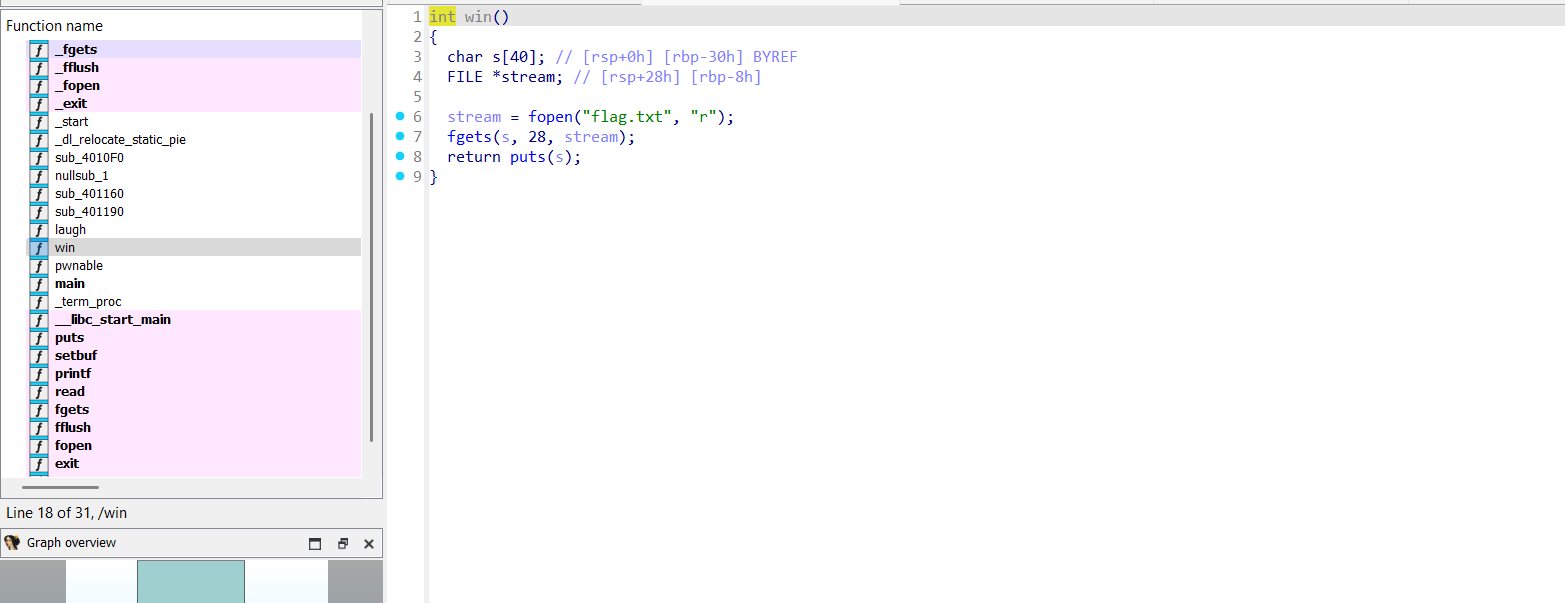 Function name
f _fgets
f _fflush
f _fopen
f _exit
f _start
f _dl_relocate_static_pie
f sub_4010F0
f nullsub_1
f sub_401160
f sub_401190
f laugh
f win
f pwnable
f main
f _term_proc
f __libc_start_main
f puts
f setbuf
f printf
f read
f fgets
f fflush
f fopen
f exit
Line 18 of 31, /win
Graph overview
1 int win()
2 {
3 char s[40]; // [rsp+0h] [rbp-30h] BYREF
4 FILE *stream; // [rsp+28h] [rbp-8h]
5
6 stream = fopen("flag.txt", "r");
7 fgets(s, 28, stream);
8 return puts(s);
9 }